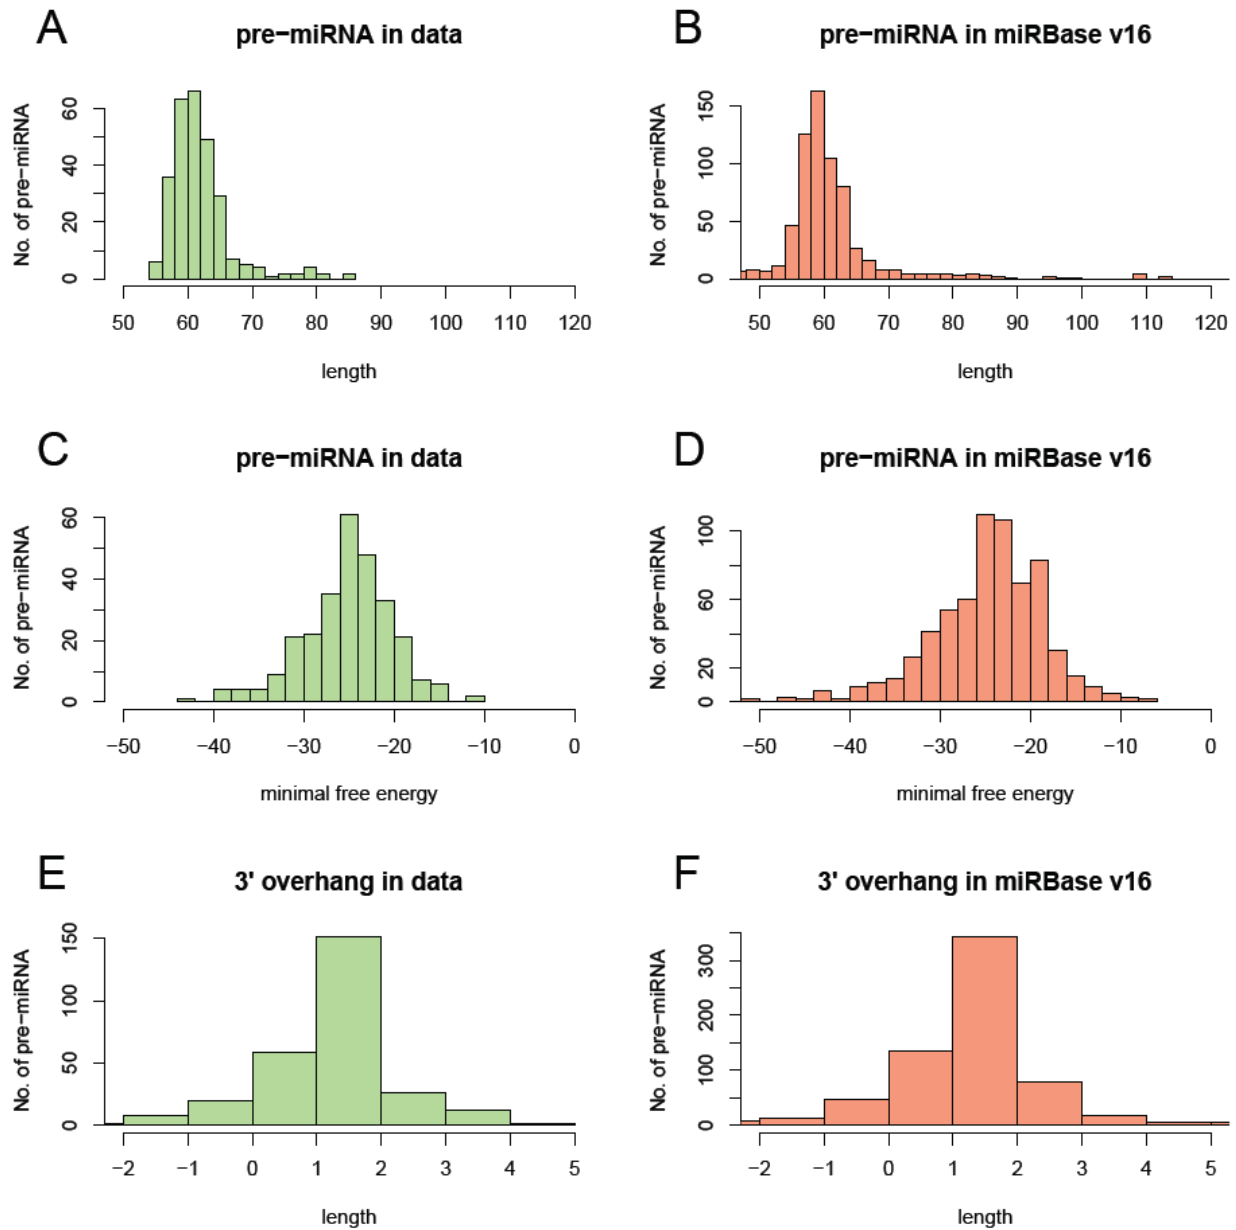 A
pre−miRNA in data
No. of pre−miRNA
0 20 40 60
50 60 70 80 90 100 110 120
length
B
pre−miRNA in miRBase v16
No. of pre−miRNA
0 50 100 150
50 60 70 80 90 100 110 120
length
C
pre−miRNA in data
No. of pre−miRNA
0 20 40 60
−50 −40 −30 −20 −10 0
minimal free energy
D
pre−miRNA in miRBase v16
No. of pre−miRNA
0 20 60 100
−50 −40 −30 −20 −10 0
minimal free energy
E
3' overhang in data
No. of pre−miRNA
0 50 100 150
−2 −1 0 1 2 3 4 5
length
F
3' overhang in miRBase v16
No. of pre−miRNA
0 100 200 300
−2 −1 0 1 2 3 4 5
length